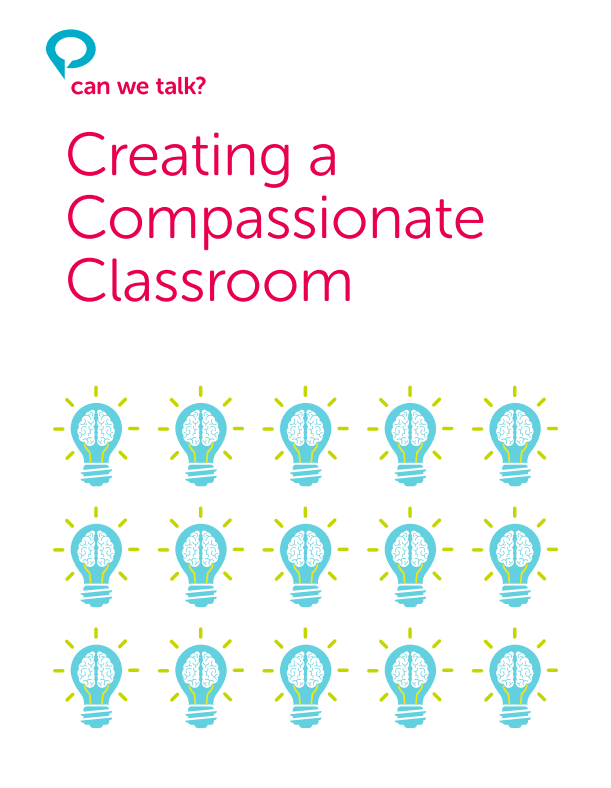 can we talk?
Creating a
Compassionate
Classroom